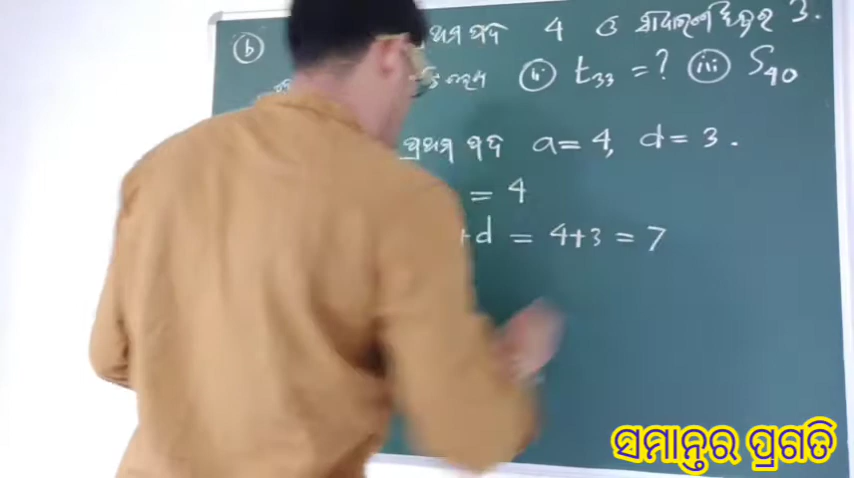 (b) ପ୍ରଥମ ପଦ 4 ଓ ସାଧାରଣ ଅନ୍ତର 3.
(ii) t₃₃ = ? (iii) S₄₀
ପ୍ରଥମ ପଦ a = 4, d = 3.
= 4
+d = 4+3 = 7
ସମାନ୍ତର ପ୍ରଗତି